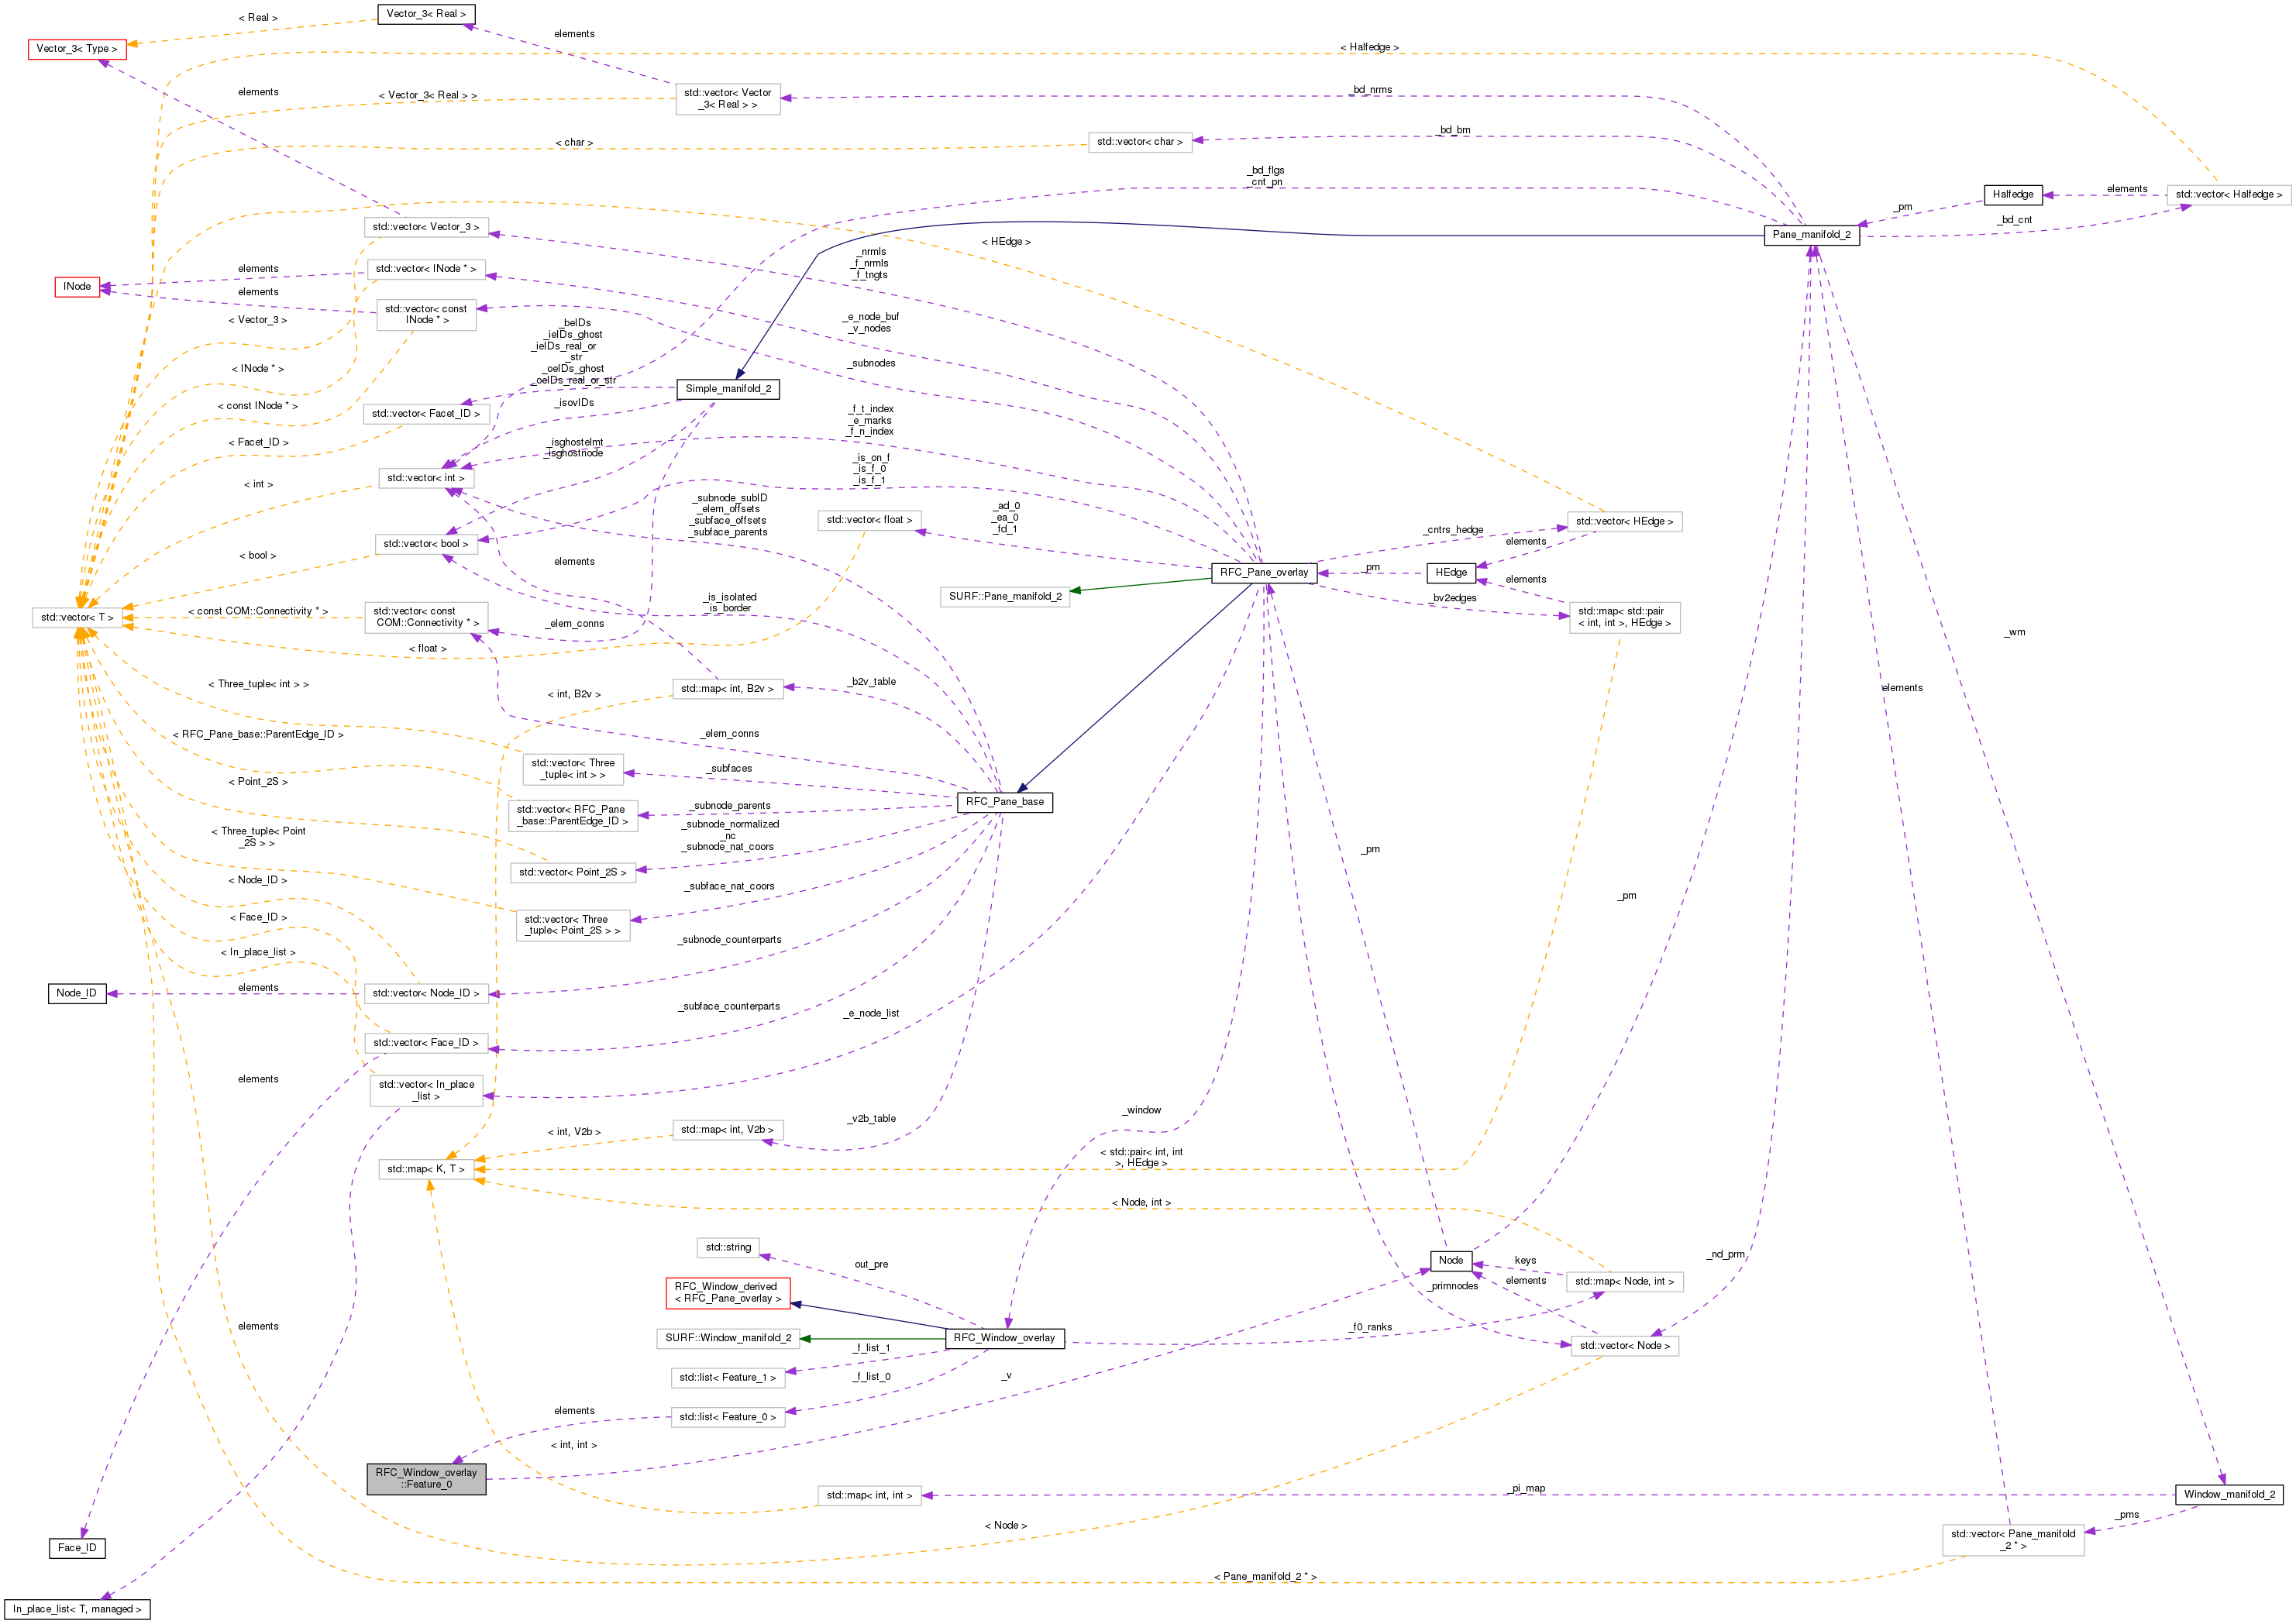 Vector_3< Real >
< Real >
Vector_3< Type >
elements
< Halfedge >
elements
std::vector< Vector
_3< Real > >
< Vector_3< Real > >
_bd_nrms
< char >
std::vector< char >
_bd_bm
_bd_flgs
_cnt_pn
Halfedge
elements
std::vector< Halfedge >
_pm
_bd_cnt
Pane_manifold_2
std::vector< Vector_3 >
< HEdge >
_nrmls
_f_nrmls
_f_tngts
elements
std::vector< INode * >
INode
elements
std::vector< const
INode * >
< Vector_3 >
_e_node_buf
_v_nodes
_beIDs
_ieIDs_ghost
_ieIDs_real_or
_str
_oeIDs_ghost
_oeIDs_real_or_str
_subnodes
< INode * >
Simple_manifold_2
< const INode * >
std::vector< Facet_ID >
_isovIDs
_f_t_index
_e_marks
_f_n_index
< Facet_ID >
_isghostelmt
_isghostnode
std::vector< int >
_is_on_f
_is_f_0
_is_f_1
< int >
_subnode_subID
_elem_offsets
_subface_offsets
_subface_parents
std::vector< float >
_ad_0
_ea_0
_fd_1
_cntrs_hedge
std::vector< HEdge >
std::vector< bool >
elements
< bool >
elements
RFC_Pane_overlay
_pm
HEdge
elements
SURF::Pane_manifold_2
_is_isolated
_is_border
_bv2edges
std::map< std::pair
< int, int >, HEdge >
std::vector< T >
< const COM::Connectivity * >
std::vector< const
COM::Connectivity * >
_elem_conns
_wm
< float >
< Three_tuple< int > >
< int, B2v >
std::map< int, B2v >
_b2v_table
elements
< RFC_Pane_base::ParentEdge_ID >
_elem_conns
std::vector< Three
_tuple< int > >
_subfaces
< Point_2S >
std::vector< RFC_Pane
_base::ParentEdge_ID >
_subnode_parents
RFC_Pane_base
< Three_tuple< Point
_2S > >
_subnode_normalized
_nc
_subnode_nat_coors
_pm
std::vector< Point_2S >
< Node_ID >
_subface_nat_coors
_pm
< Face_ID >
std::vector< Three
_tuple< Point_2S > >
< In_place_list >
_subnode_counterparts
Node_ID
elements
std::vector< Node_ID >
_subface_counterparts
_e_node_list
std::vector< Face_ID >
elements
std::vector< In_place
_list >
_window
_v2b_table
< int, V2b >
std::map< int, V2b >
std::map< K, T >
< std::pair< int, int
>, HEdge >
< Node, int >
std::string
out_pre
Node
keys
_nd_prm
RFC_Window_derived
< RFC_Pane_overlay >
elements
std::map< Node, int >
_primnodes
elements
SURF::Window_manifold_2
RFC_Window_overlay
_f0_ranks
std::vector< Node >
_f_list_1
std::list< Feature_1 >
_f_list_0
_v
elements
std::list< Feature_0 >
< int, int >
RFC_Window_overlay
::Feature_0
std::map< int, int >
_pi_map
Window_manifold_2
_pms
< Node >
std::vector< Pane_manifold
_2 * >
Face_ID
< Pane_manifold_2 * >
In_place_list< T, managed >